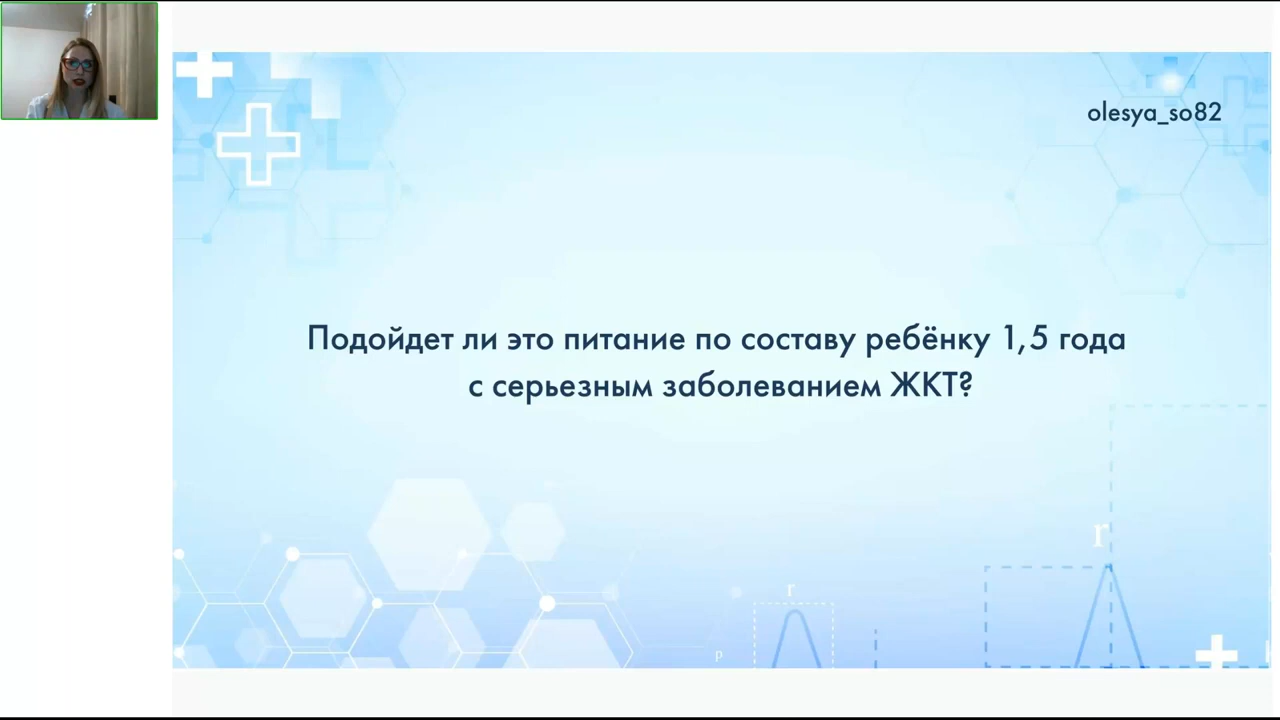 olesya_so82
Подойдет ли это питание по составу ребёнку 1,5 года
с серьезным заболеванием ЖКТ?
r
r
p